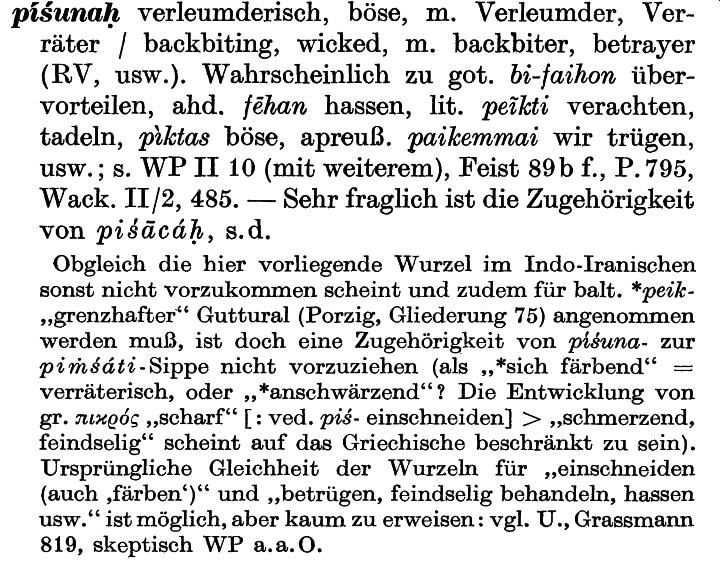 píśunaḥ verleumderisch, böse, m. Verleumder, Ver-
räter / backbiting, wicked, m. backbiter, betrayer
(RV, usw.). Wahrscheinlich zu got. bi-faihon über-
vorteilen, ahd. fēhan hassen, lit. peĩkti verachten,
tadeln, pìktas böse, apreuß. paikemmai wir trügen,
usw.; s. WP II 10 (mit weiterem), Feist 89b f., P. 795,
Wack. II/2, 485. — Sehr fraglich ist die Zugehörigkeit
von piśācáḥ, s.d.
Obgleich die hier vorliegende Wurzel im Indo-Iranischen
sonst nicht vorzukommen scheint und zudem für balt. *peik-
„grenzhafter“ Guttural (Porzig, Gliederung 75) angenommen
werden muß, ist doch eine Zugehörigkeit von píśuna- zur
piṁśáti-Sippe nicht vorzuziehen (als „*sich färbend“ =
verräterisch, oder „*anschwärzend“? Die Entwicklung von
gr. πικρός „scharf“ [: ved. piś- einschneiden] > „schmerzend,
feindselig“ scheint auf das Griechische beschränkt zu sein).
Ursprüngliche Gleichheit der Wurzeln für „einschneiden
(auch ‚färben‘)“ und „betrügen, feindselig behandeln, hassen
usw.“ ist möglich, aber kaum zu erweisen: vgl. U., Grassmann
819, skeptisch WP a.a.O.